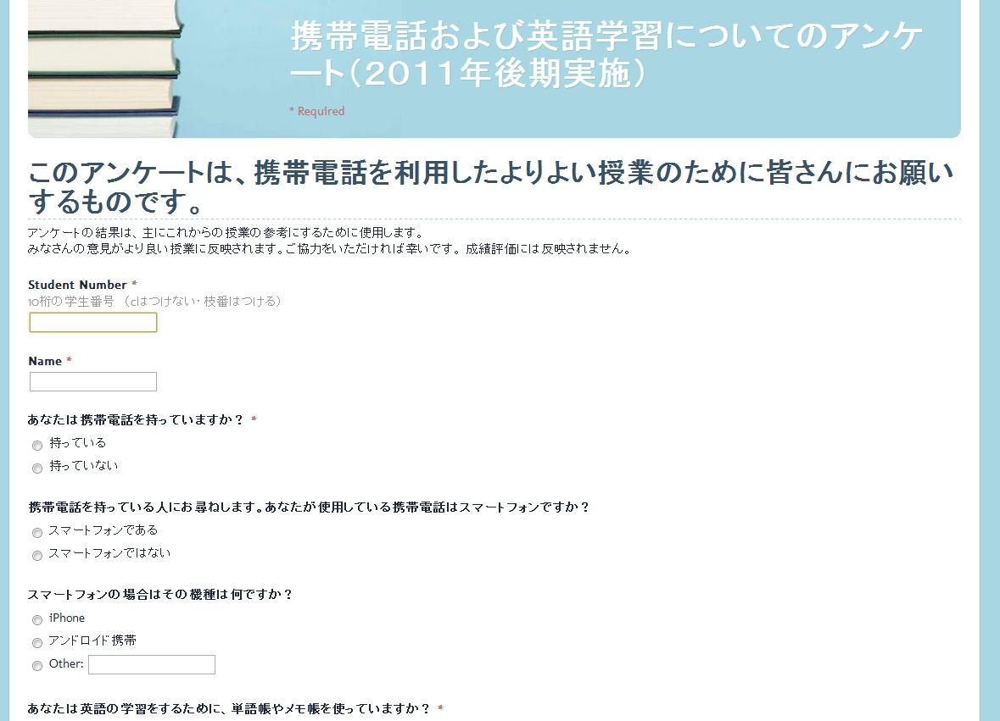 携帯電話および英語学習についてのアンケ
ート（2011年後期実施）
* Required
このアンケートは、携帯電話を利用したよりよい授業のために皆さんにお願い
するものです。
アンケートの結果は、主にこれからの授業の参考にするために使用します。
みなさんの意見がより良い授業に反映されます。ご協力をいただければ幸いです。成績評価には反映されません。
Student Number *
10桁の学生番号 （cはつけない・枝番はつける）
Name *
あなたは携帯電話を持っていますか？ *
持っている
持っていない
携帯電話を持っている人にお尋ねします。あなたが使用している携帯電話はスマートフォンですか？
スマートフォンである
スマートフォンではない
スマートフォンの場合はその機種は何ですか？
iPhone
アンドロイド携帯
Other:
あなたは英語の学習をするために、単語帳やメモ帳を使っていますか？ *